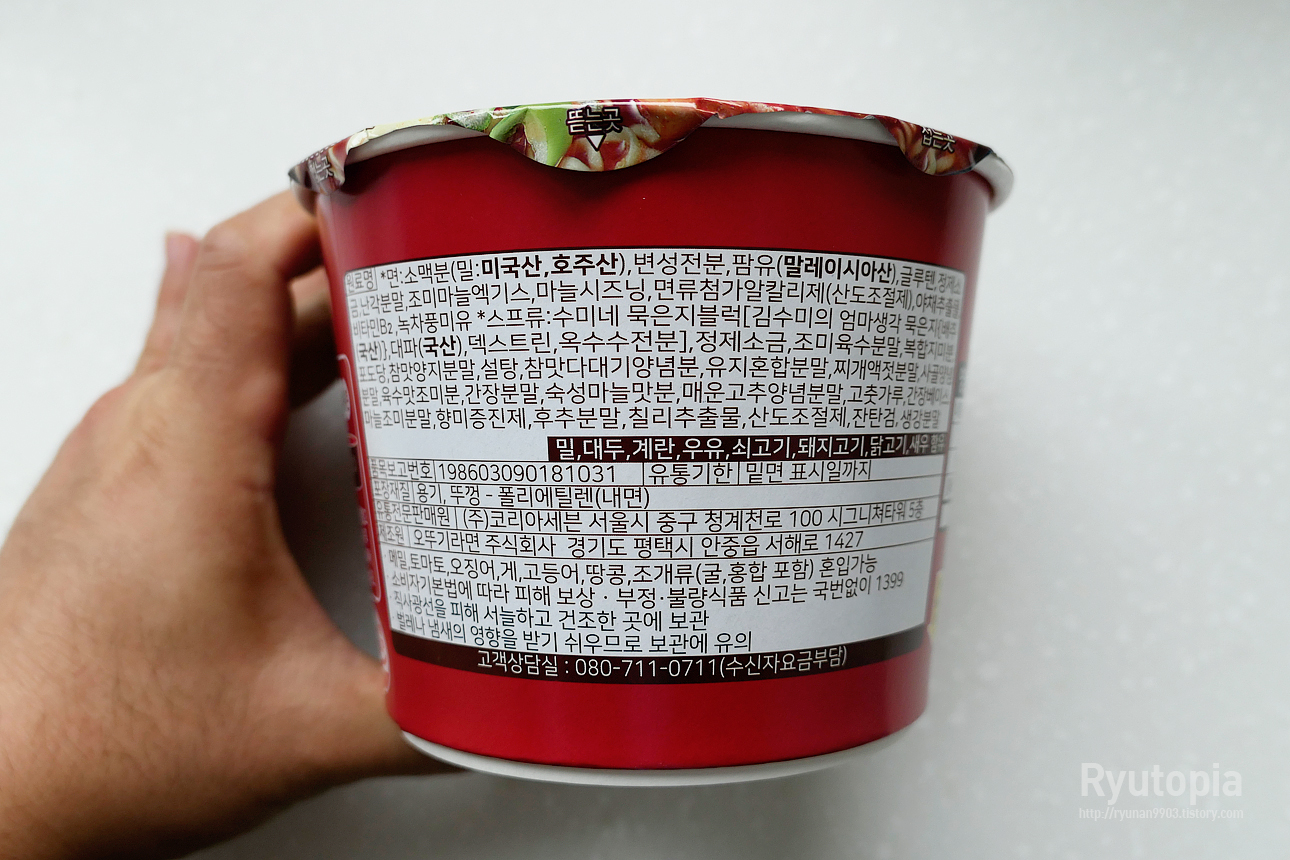 뜯는곳
원료명 *면:소맥분(밀:미국산,호주산),변성전분,팜유(말레이시아산),글루텐,정제소
금,난각분말,조미마늘엑기스,마늘시즈닝,면류첨가알칼리제(산도조절제),야채추출물
비타민B₂,녹차풍미유 *스프류:수미네 묵은지블럭[김수미의 엄마생각 묵은지{배추
(국산)},대파(국산),덱스트린,옥수수전분],정제소금,조미육수분말,복합지미분
포도당,참맛양지분말,설탕,참맛다대기양념분,유지혼합분말,찌개액젓분말,
분말,육수맛조미분,간장분말,숙성마늘맛분,매운고추양념분말,고춧가루,간장베이스
마늘조미분말,향미증진제,후추분말,칠리추출물,산도조절제,잔탄검,생강분말
밀,대두,계란,우유,쇠고기,돼지고기,닭고기,새우 함유
품목보고번호 198603090181031 유통기한 밑면 표시일까지
포장재질 용기, 뚜껑 - 폴리에틸렌(내면)
유통전문판매원 (주)코리아세븐 서울시 중구 청계천로 100 시그니쳐타워 5층
제조원 오뚜기라면 주식회사 경기도 평택시 안중읍 서해로 1427
· 메밀,토마토,오징어,게,고등어,땅콩,조개류(굴,홍합 포함) 혼입가능
· 소비자기본법에 따라 피해 보상 · 부정·불량식품 신고는 국번없이 1399
· 직사광선을 피해 서늘하고 건조한 곳에 보관
· 벌레나 냄새의 영향을 받기 쉬우므로 보관에 유의
고객상담실 : 080-711-0711(수신자요금부담)
Ryutopia
http://ryunan9903.tistory.com